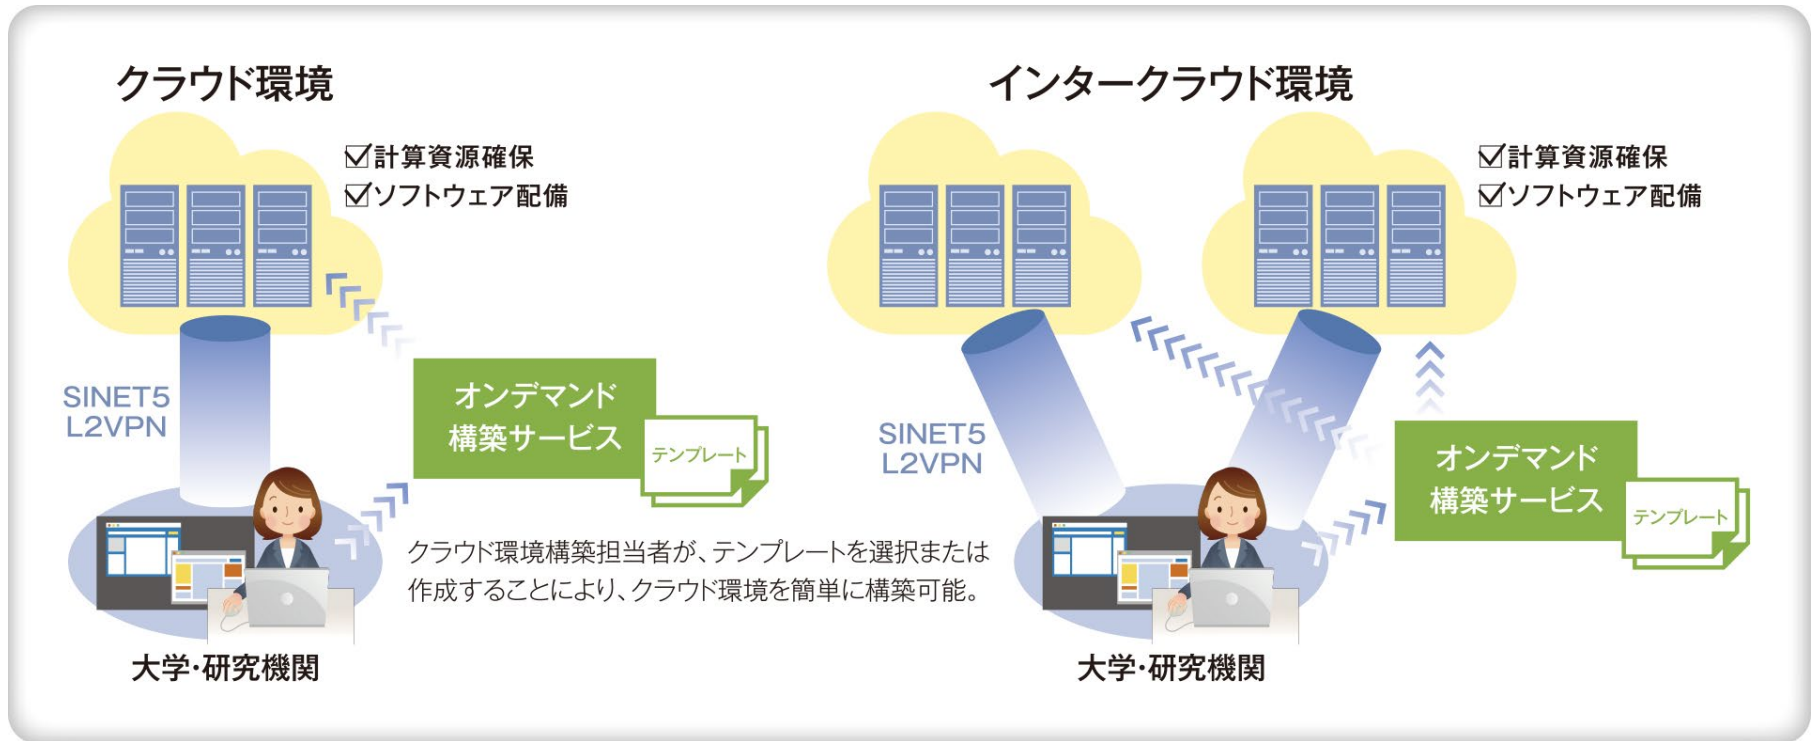 クラウド環境
☑計算資源確保
☑ソフトウェア配備
SINET5
L2VPN
オンデマンド
構築サービス
テンプレート
クラウド環境構築担当者が、テンプレートを選択または
作成することにより、クラウド環境を簡単に構築可能。
大学・研究機関
インタークラウド環境
☑計算資源確保
☑ソフトウェア配備
SINET5
L2VPN
オンデマンド
構築サービス
テンプレート
大学・研究機関